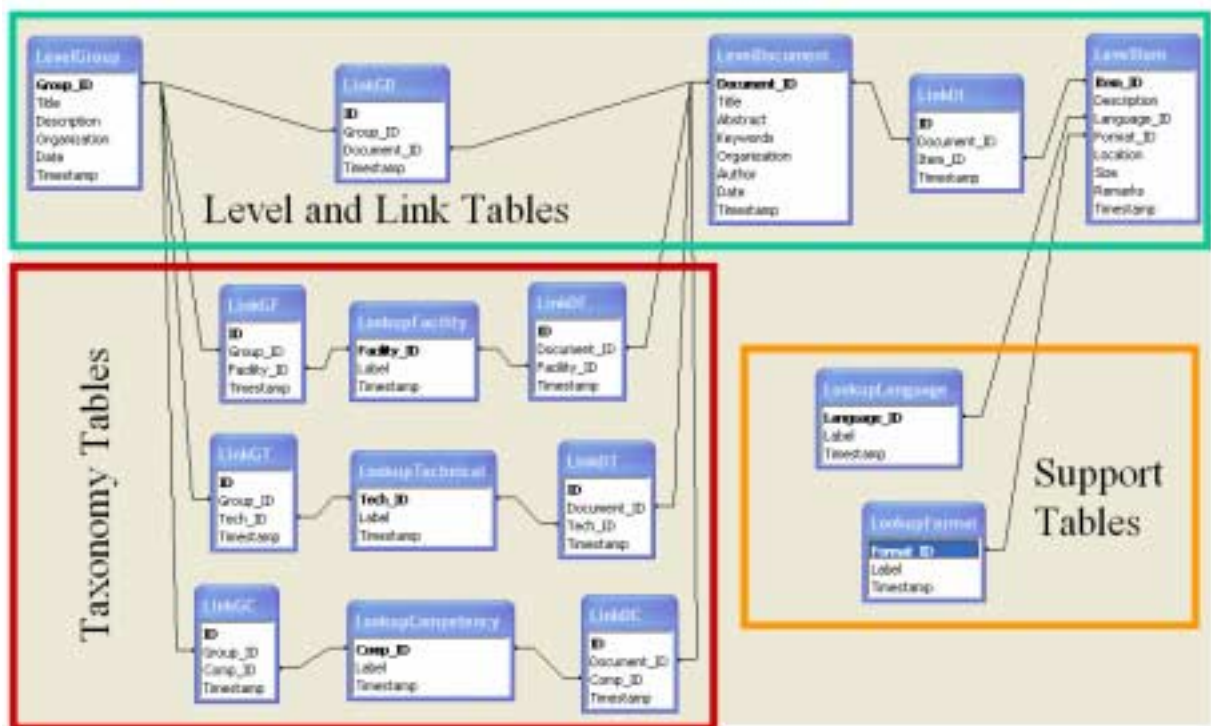 LevelGroup
Group_ID
Title
Description
Organization
Date
Timestamp
LinkGD
ID
Group_ID
Document_ID
Timestamp
LevelDocument
Document_ID
Title
Abstract
Keywords
Organization
Author
Date
Timestamp
LinkDI
ID
Document_ID
Item_ID
Timestamp
LevelItem
Item_ID
Description
Language_ID
Format_ID
Location
Size
Remarks
Timestamp
Level and Link Tables
Taxonomy Tables
LinkGF
ID
Group_ID
Facility_ID
Timestamp
LookupFacility
Facility_ID
Label
Timestamp
LinkDF
ID
Document_ID
Facility_ID
Timestamp
LinkGT
ID
Group_ID
Tech_ID
Timestamp
LookupTechnical
Tech_ID
Label
Timestamp
LinkDT
ID
Document_ID
Tech_ID
Timestamp
LinkGC
ID
Group_ID
Comp_ID
Timestamp
LookupCompetency
Comp_ID
Label
Timestamp
LinkDC
ID
Document_ID
Comp_ID
Timestamp
LookupLanguage
Language_ID
Label
Timestamp
LookupFormat
Format_ID
Label
Timestamp
Support
Tables